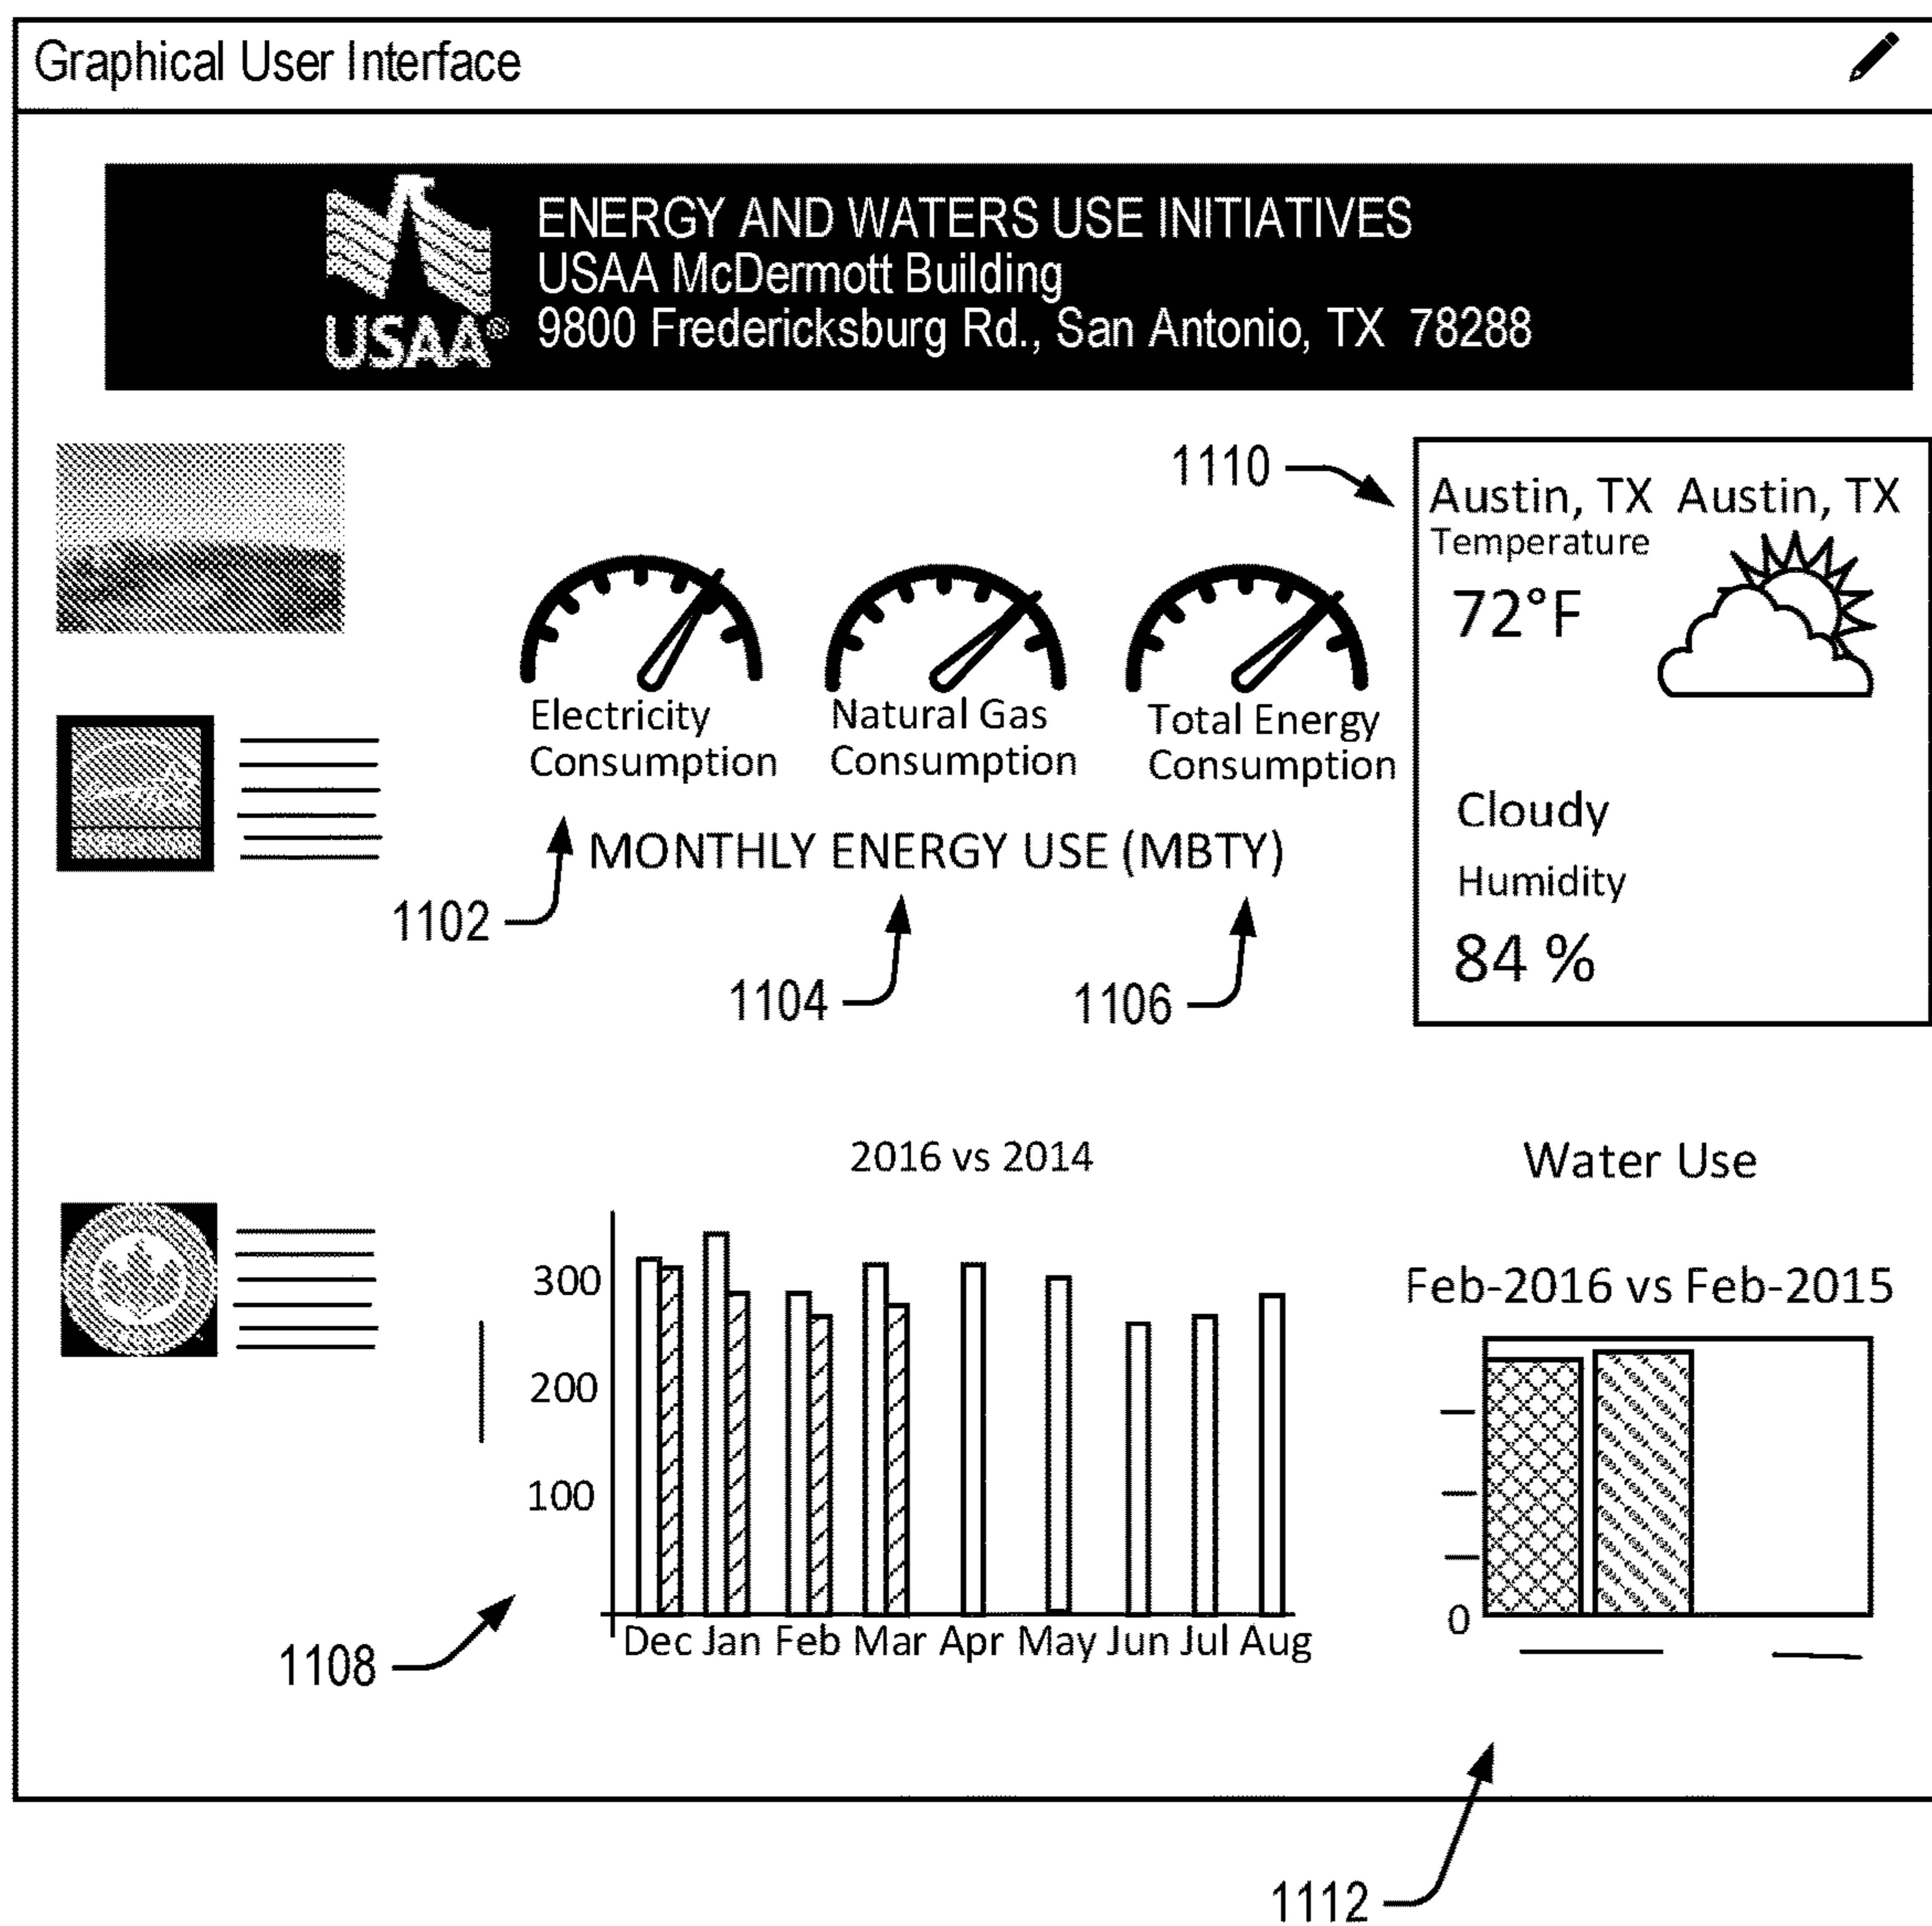 Graphical User Interface
ENERGY AND WATERS USE INITIATIVES
USAA McDermott Building
9800 Fredericksburg Rd., San Antonio, TX 78288
USAA®
1110
Austin, TX Austin, TX
Temperature
72°F
Cloudy
Humidity
84 %
Electricity
Consumption
Natural Gas
Consumption
Total Energy
Consumption
MONTHLY ENERGY USE (MBTY)
1102
1104
1106
2016 vs 2014
300
200
100
Dec Jan Feb Mar Apr May Jun Jul Aug
1108
Water Use
Feb-2016 vs Feb-2015
0
1112